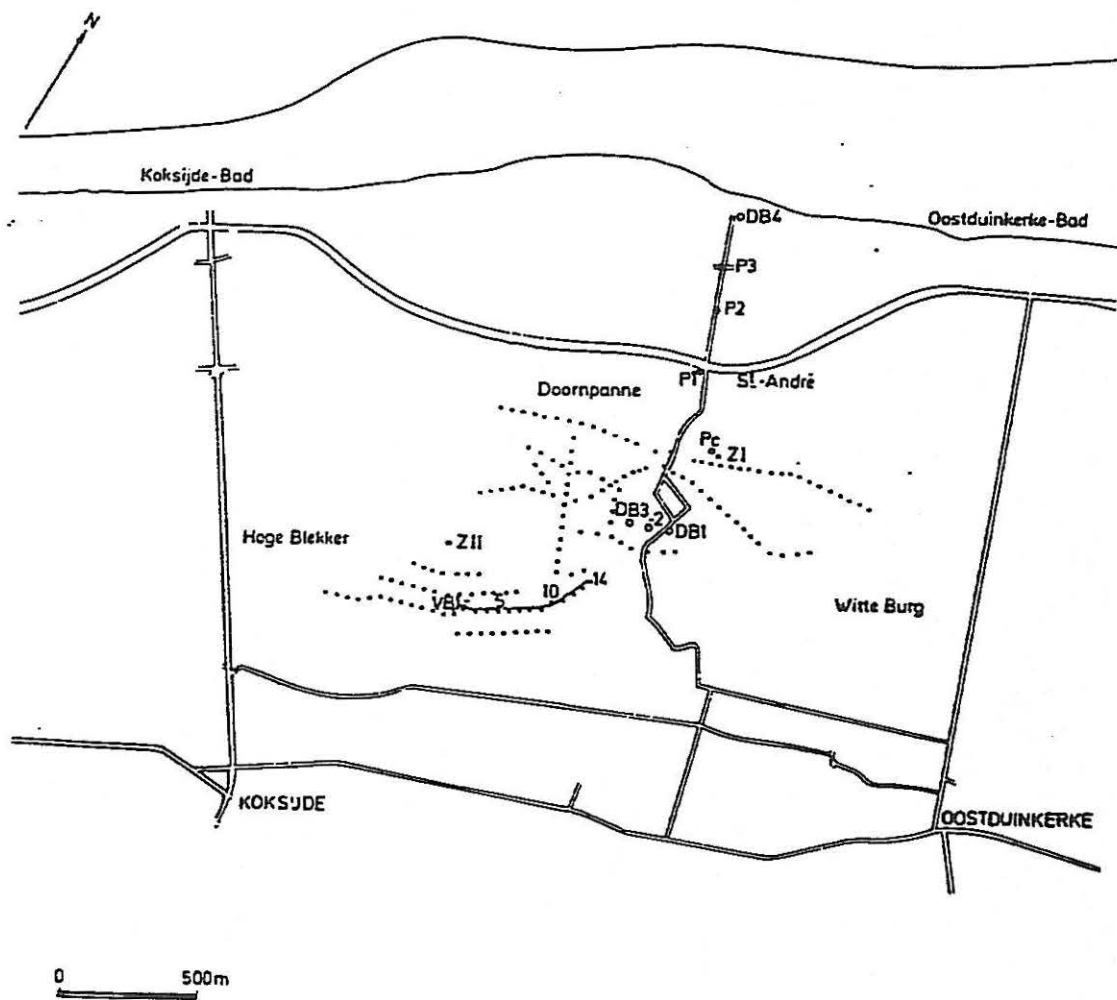 N
Koksijde-Bad
DB4
Oostduinkerke-Bad
P3
P2
P1
St.-André
Doornpanne
Pc
Z1
DB3
-2
DB1
Hoge Blekker
ZII
10
-14
5
Witte Burg
KOKSIJDE
OOSTDUINKERKE
0 500m